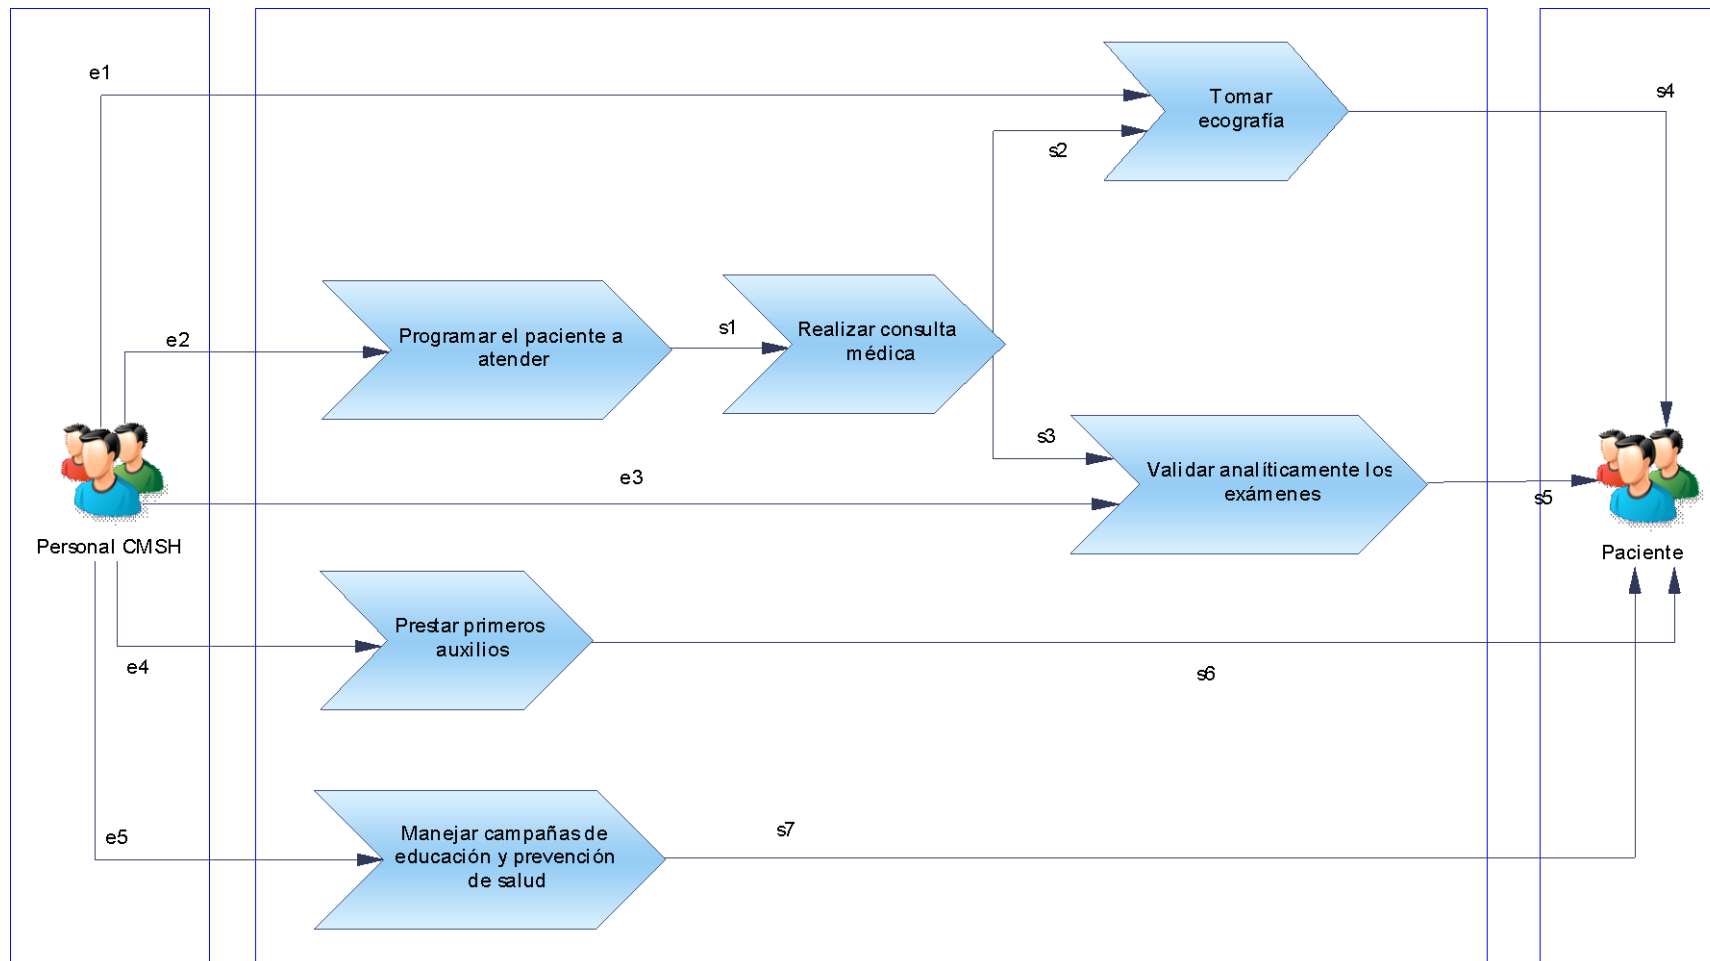 e1
Tomar
ecografía
s4
s2
e2
Programar el paciente a
atender
s1
Realizar consulta
médica
s3
e3
Validar analíticamente los
exámenes
s5
Personal CMSH
Paciente
Prestar primeros
auxilios
e4
s6
e5
Manejar campañas de
educación y prevención
de salud
s7